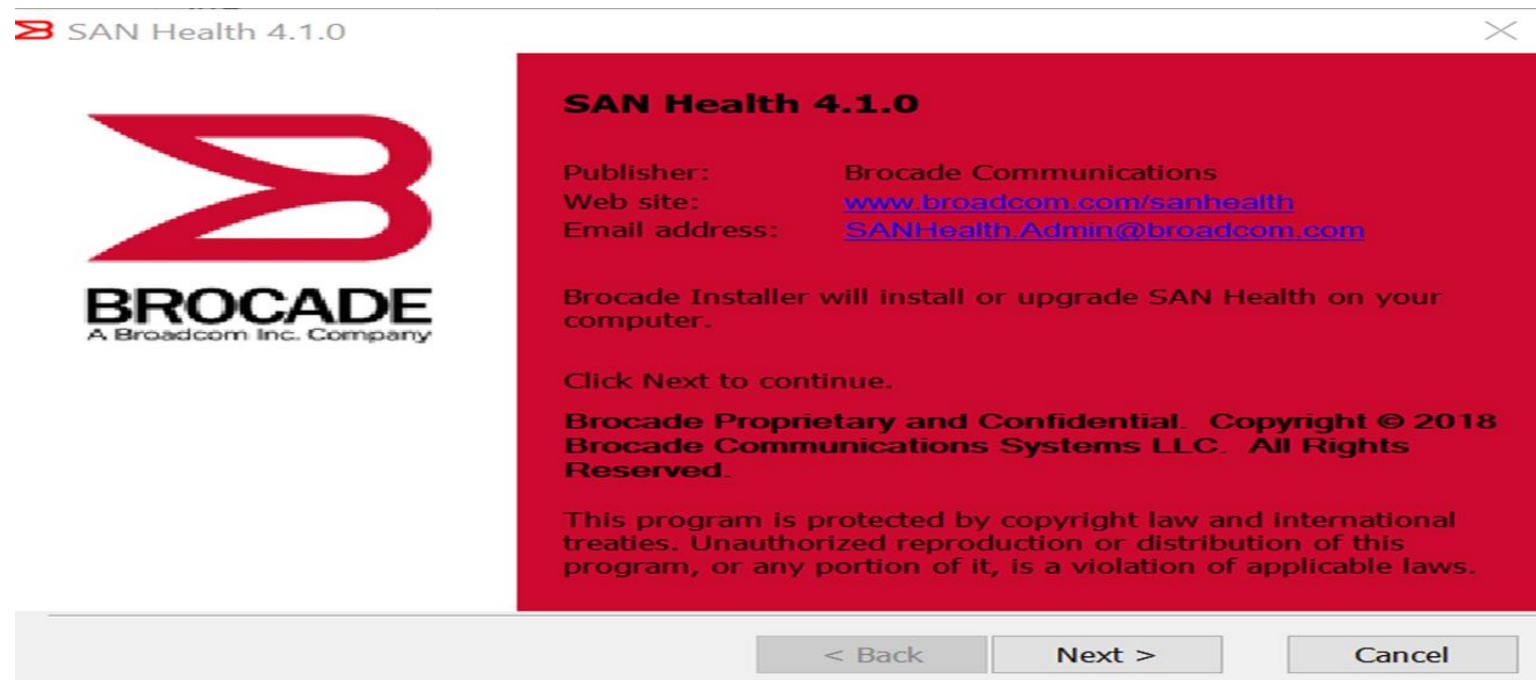 SAN Health 4.1.0
BROCADE
A Broadcom Inc. Company
SAN Health 4.1.0
Publisher: Brocade Communications
Web site: www.broadcom.com/sanhealth
Email address: SANHealth.Admin@broadcom.com
Brocade Installer will install or upgrade SAN Health on your
computer.
Click Next to continue.
Brocade Proprietary and Confidential. Copyright © 2018
Brocade Communications Systems LLC. All Rights
Reserved.
This program is protected by copyright law and international
treaties. Unauthorized reproduction or distribution of this
program, or any portion of it, is a violation of applicable laws.
< Back Next > Cancel